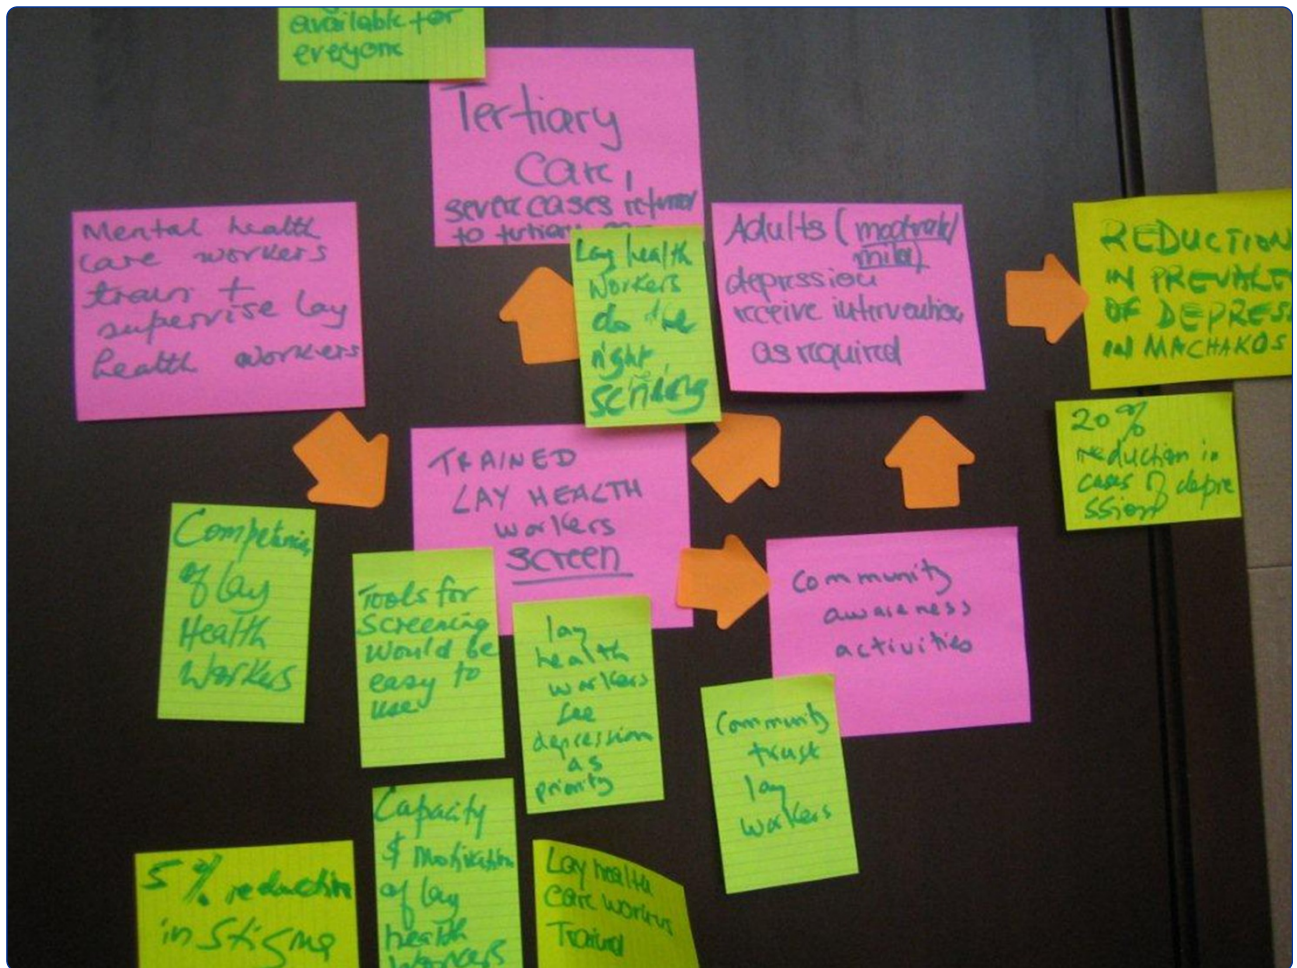 available for
everyone
Tertiary
Care,
severe cases referred
to tertiary
Mental health
care workers
train +
supervise lay
health workers
Lay health
workers
do the
right
Adults (moderate/
mild)
depression
receive intervention
as required
REDUCTION
IN PREVALE
OF DEPRES
IN MACHAKOS
20%
reduction in
cases of depre
ssion
TRAINED
LAY HEALTH
workers
screen
Competencies
of lay
Health
Workers
Tools for
screening
would be
easy to
use
lay
health
workers
see
depression
as
priority
Community
awareness
activities
Community
trust
lay
workers
Capacity
& motivation
of lay
health
workers
5% reduction
in Stigma
Lay health
care workers
Trained